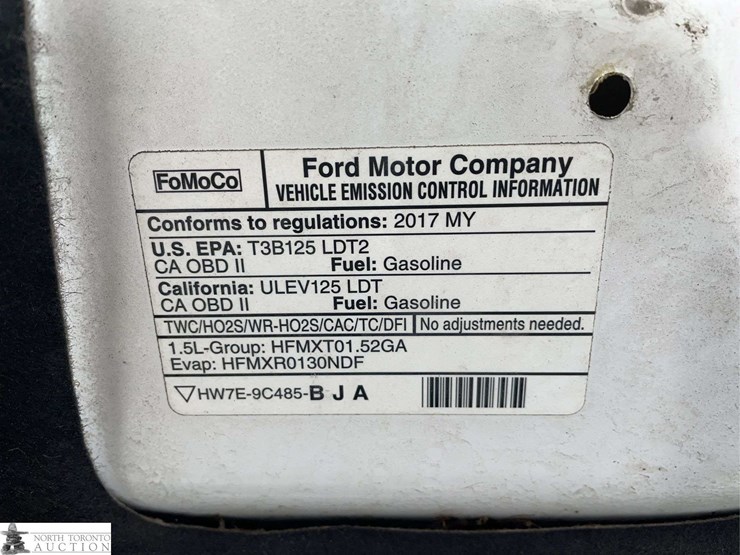 FoMoCo
Ford Motor Company
VEHICLE EMISSION CONTROL INFORMATION
Conforms to regulations: 2017 MY
U.S. EPA: T3B125 LDT2
CA OBD II Fuel: Gasoline
California: ULEV125 LDT
CA OBD II Fuel: Gasoline
TWC/HO2S/WR-HO2S/CAC/TC/DFI No adjustments needed.
1.5L-Group: HFMXT01.52GA
Evap: HFMXR0130NDF
HW7E-9C485-B J A
NORTH TORONTO
AUCTION